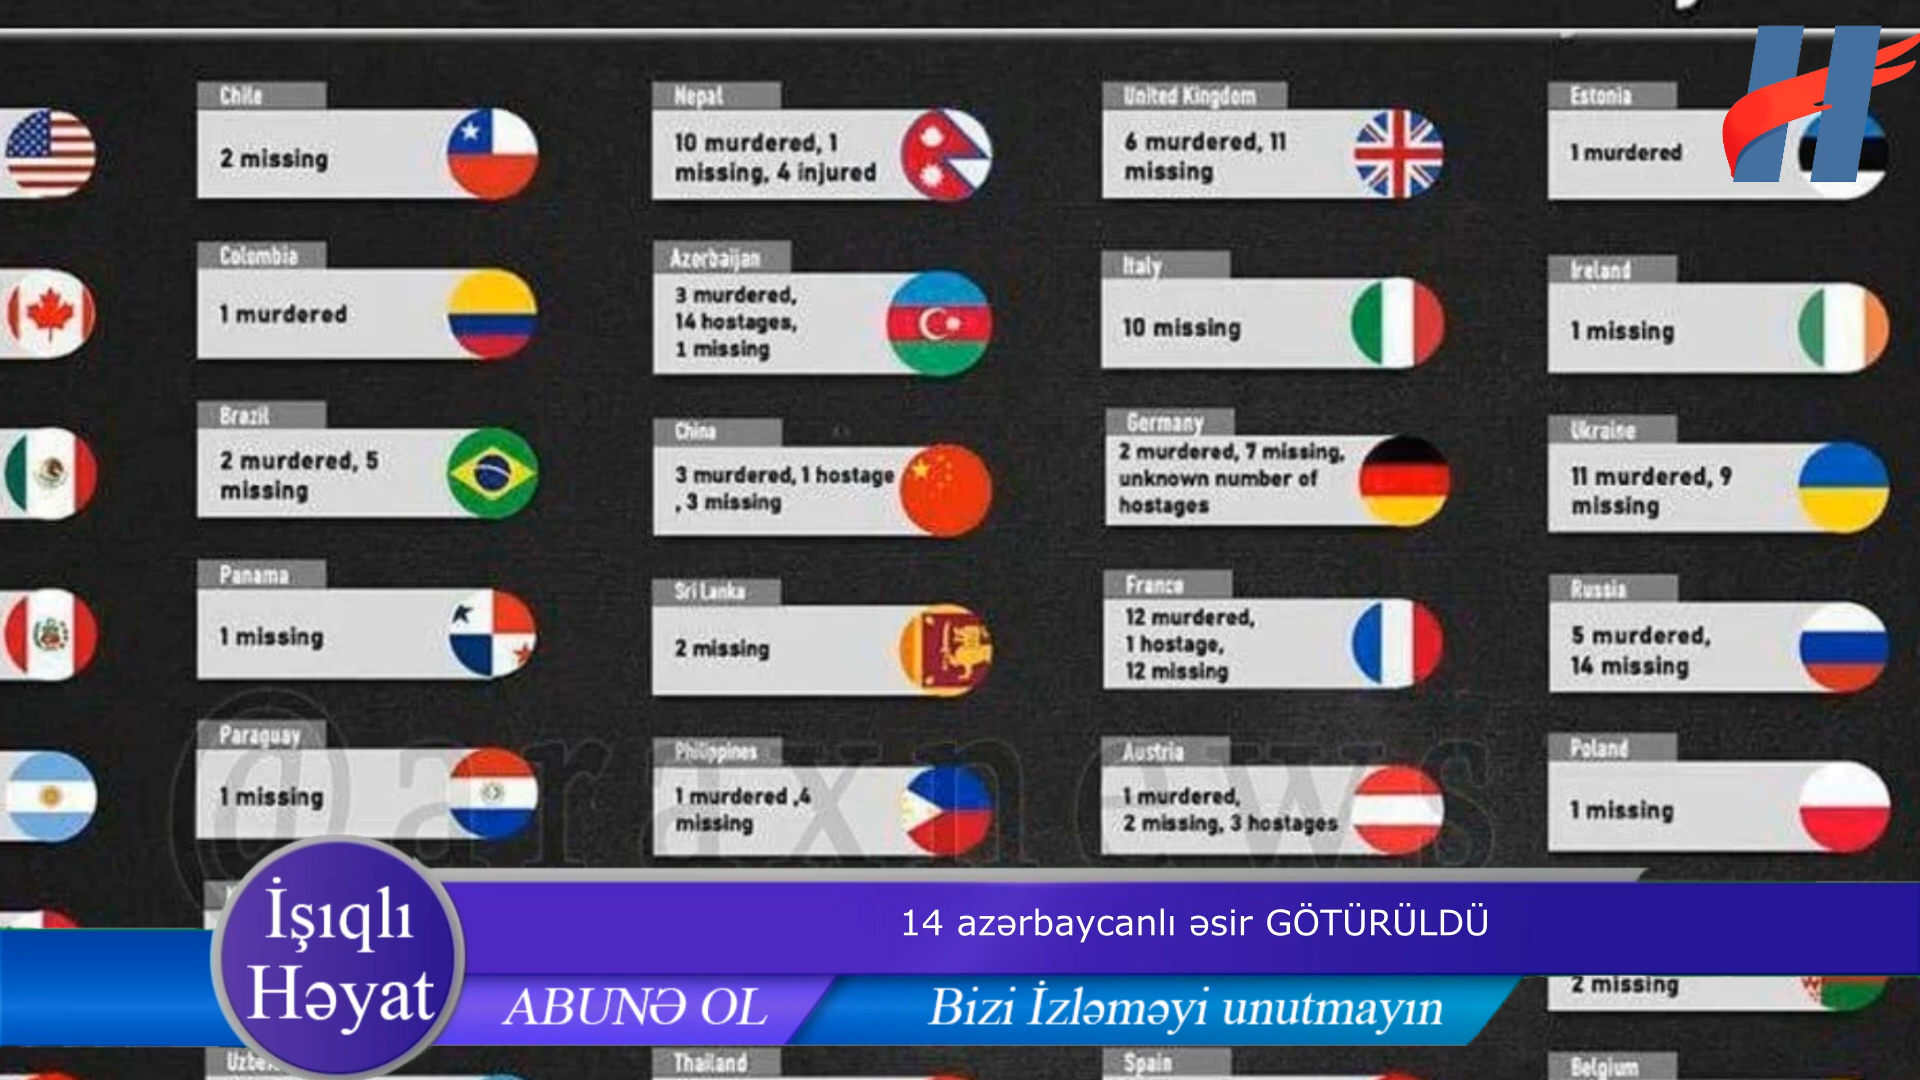 Chile
2 missing
Colombia
1 murdered
Brazil
2 murdered, 5
missing
Panama
1 missing
Paraguay
1 missing
Nepal
10 murdered, 1
missing, 4 injured
Azerbaijan
3 murdered,
14 hostages,
1 missing
China
3 murdered, 1 hostage
, 3 missing
Sri Lanka
2 missing
Philippines
1 murdered ,4
missing
Thailand
United Kingdom
6 murdered, 11
missing
Italy
10 missing
Germany
2 murdered, 7 missing,
unknown number of
hostages
France
12 murdered,
1 hostage,
12 missing
Austria
1 murdered,
2 missing, 3 hostages
Spain
Estonia
1 murdered
Ireland
1 missing
Ukraine
11 murdered, 9
missing
Russia
5 murdered,
14 missing
Poland
1 missing
2 missing
Belgium
@araxnews
İşıqlı
Həyat
14 azərbaycanlı əsir GÖTÜRÜLDÜ
ABUNƏ OL
Bizi İzləməyi unutmayın